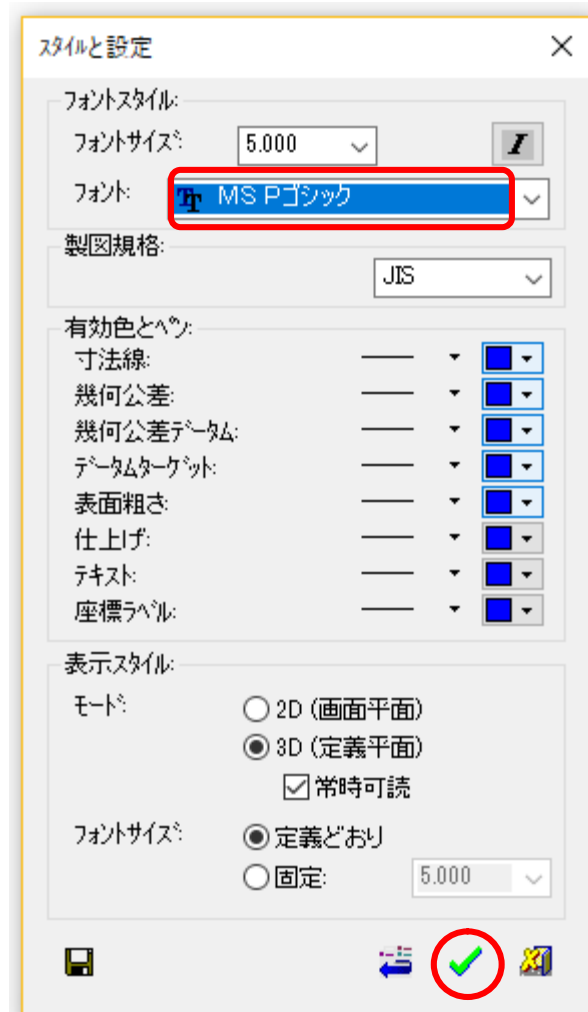 ｽﾀｲﾙと設定
フォントスタイル:
フォントサイズ:
5.000
I
フォント:
MS Pゴシック
製図規格:
JIS
有効色とペン:
寸法線:
幾何公差:
幾何公差データム:
データムターゲット:
表面粗さ:
仕上げ:
テキスト:
座標ラベル:
表示スタイル:
モード:
2D (画面平面)
3D (定義平面)
常時可読
フォントサイズ:
定義どおり
固定:
5.000